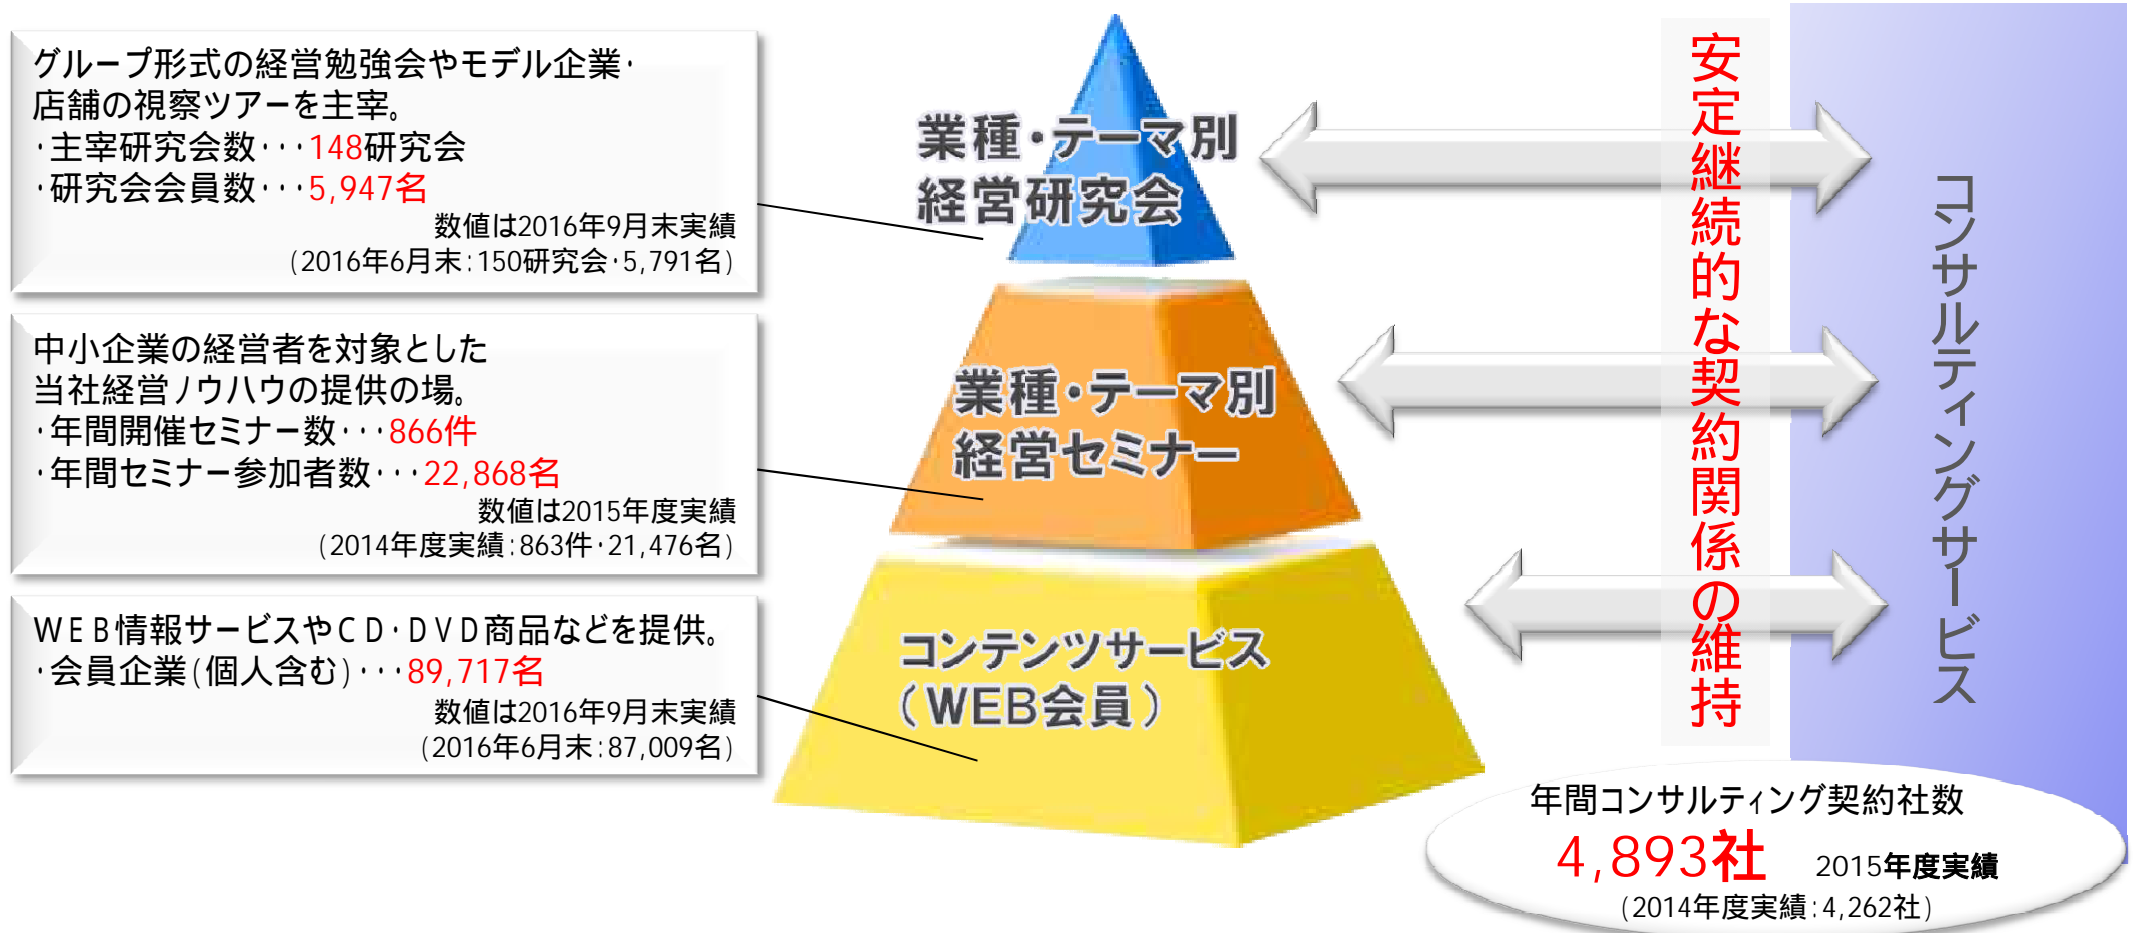 グループ形式の経営勉強会やモデル企業・
店舗の視察ツアーを主宰。
・主宰研究会数・・・148研究会
・研究会会員数・・・5,947名
数値は2016年9月末実績
(2016年6月末:150研究会・5,791名)
中小企業の経営者を対象とした
当社経営ノウハウの提供の場。
・年間開催セミナー数・・・866件
・年間セミナー参加者数・・・22,868名
数値は2015年度実績
(2014年度実績:863件・21,476名)
WEB情報サービスやCD・DVD商品などを提供。
・会員企業(個人含む)・・・89,717名
数値は2016年9月末実績
(2016年6月末:87,009名)
業種・テーマ別
経営研究会
業種・テーマ別
経営セミナー
コンテンツサービス
(WEB会員)
安定継続的な契約関係の維持
コンサルティングサービス
年間コンサルティング契約社数
4,893社 2015年度実績
(2014年度実績:4,262社)